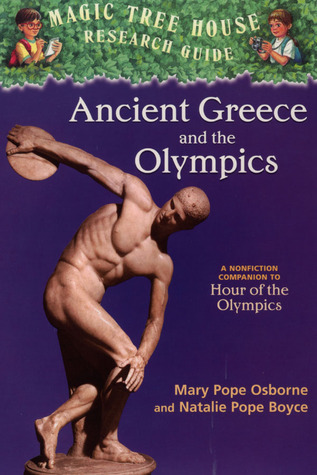 MAGIC TREE HOUSE
RESEARCH GUIDE
Ancient Greece
and the
Olympics
A NONFICTION
COMPANION TO
Hour of the
Olympics
Mary Pope Osborne
and Natalie Pope Boyce